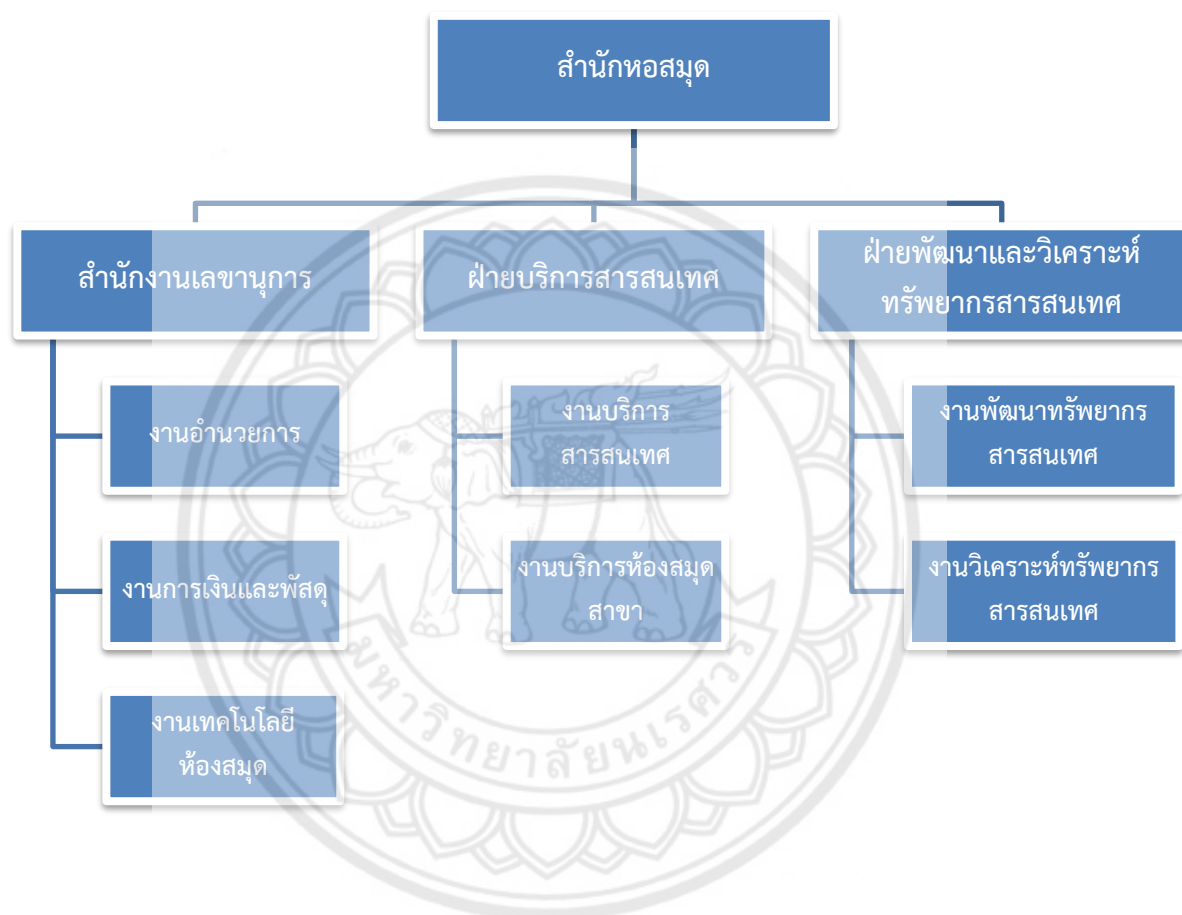 สำนักหอสมุด
สำนักงานเลขานุการ
ฝ่ายบริการสารสนเทศ
ฝ่ายพัฒนาและวิเคราะห์
ทรัพยากรสารสนเทศ
งานอำนวยการ
งานบริการ
สารสนเทศ
งานพัฒนาทรัพยากร
สารสนเทศ
งานการเงินและพัสดุ
งานบริการห้องสมุด
สาขา
งานวิเคราะห์ทรัพยากร
สารสนเทศ
งานเทคโนโลยี
ห้องสมุด
มหาวิทยาลัยนเรศวร